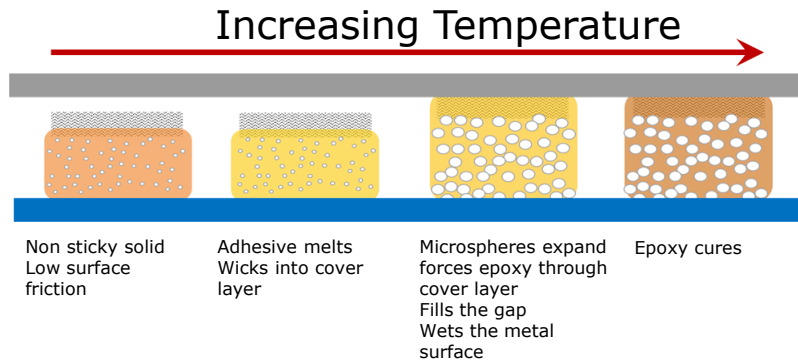 Increasing Temperature
Non sticky solid
Low surface
friction
Adhesive melts
Wicks into cover
layer
Microspheres expand
forces epoxy through
cover layer
Fills the gap
Wets the metal
surface
Epoxy cures